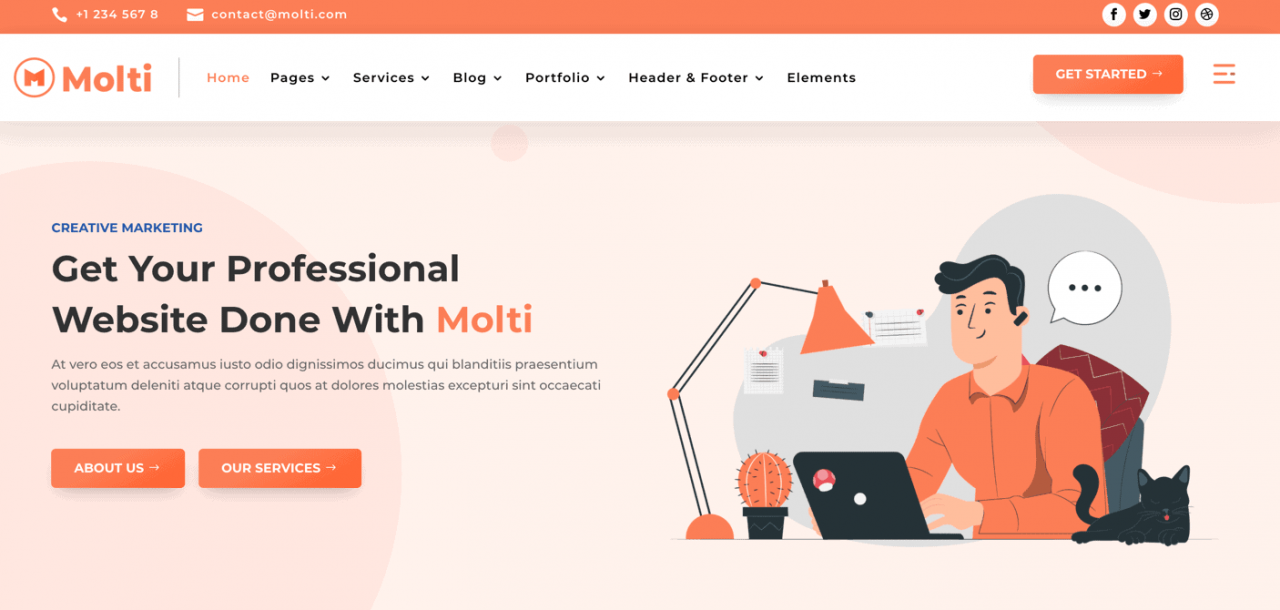 +1 234 567 8
contact@molti.com
Molti
Home Pages Services Blog Portfolio Header & Footer Elements
GET STARTED →
CREATIVE MARKETING
Get Your Professional
Website Done With Molti
At vero eos et accusamus iusto odio dignissimos ducimus qui blanditiis praesentium
voluptatum deleniti atque corrupti quos at dolores molestias excepturi sint occaecati
cupiditate.
ABOUT US →
OUR SERVICES →